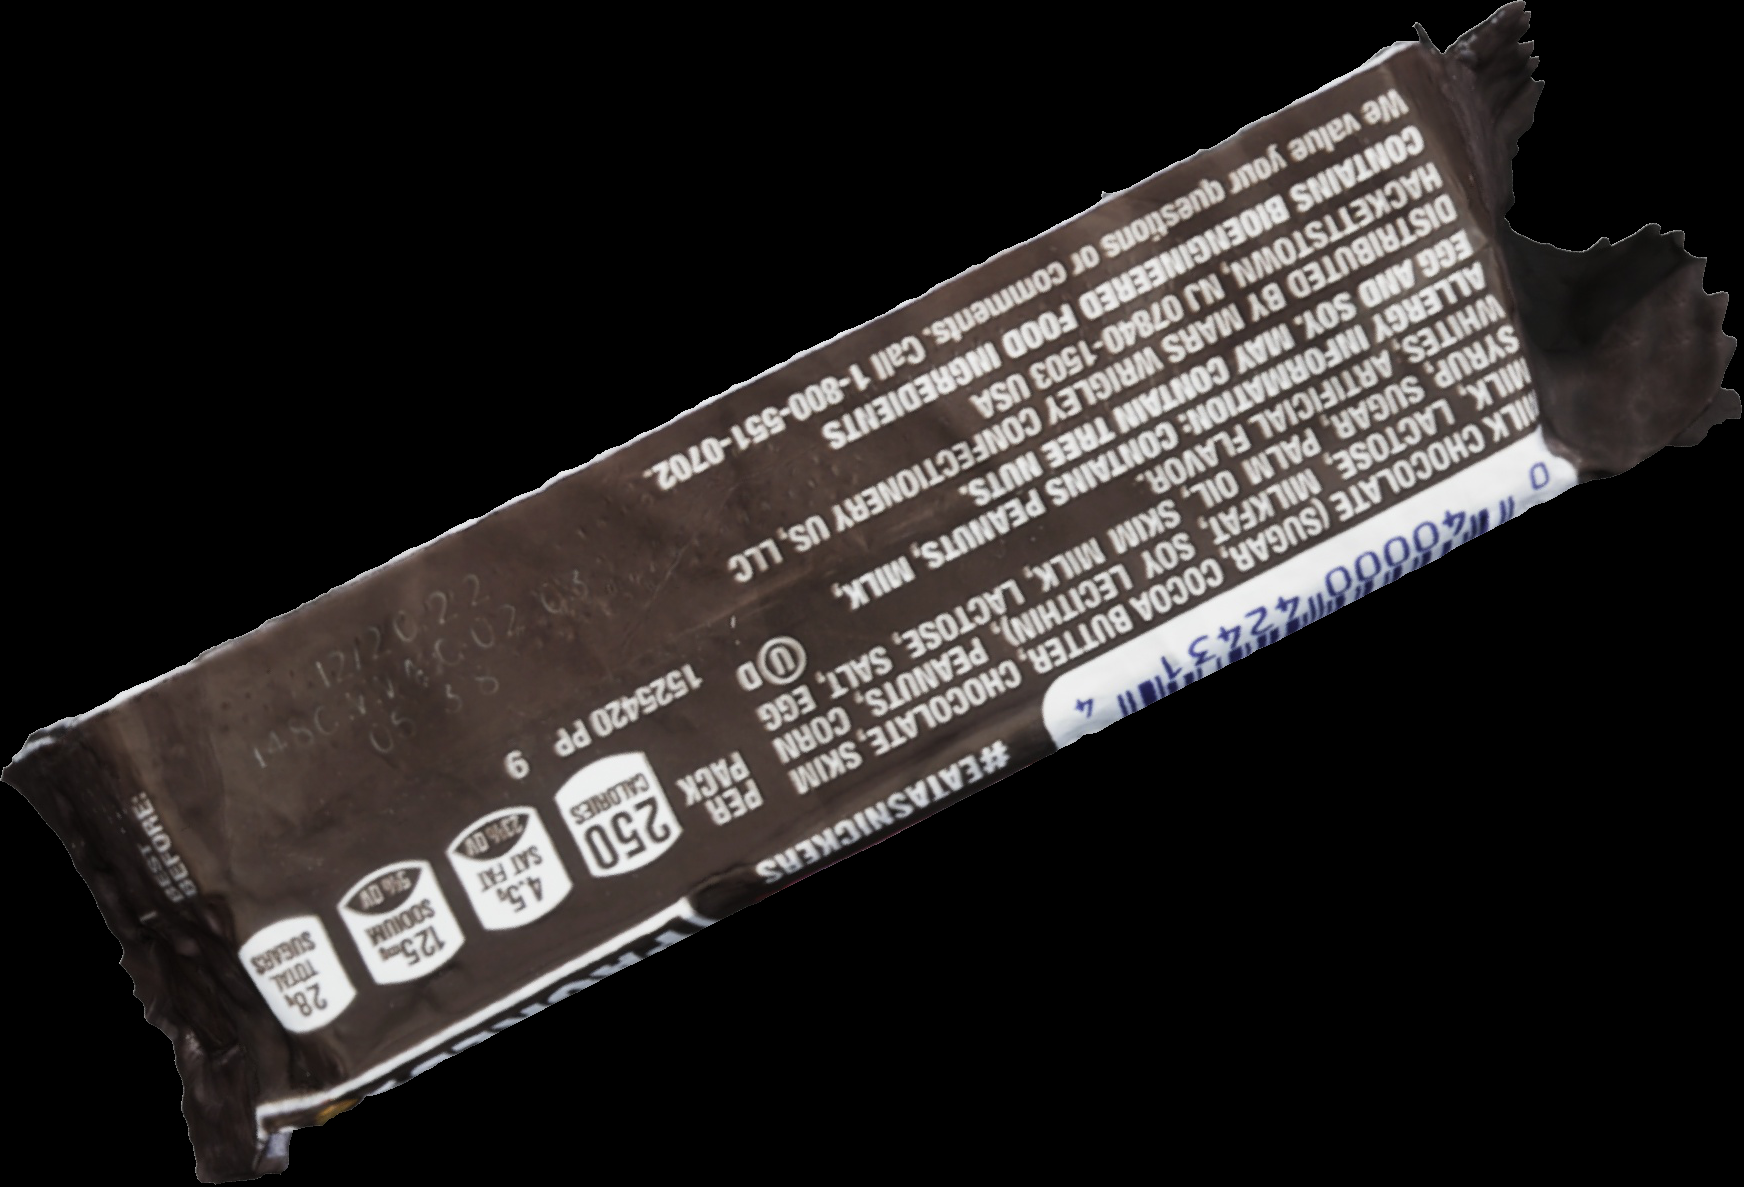 0 40000 42431 4
#EATASNICKERS
MILK CHOCOLATE (SUGAR, COCOA BUTTER, CHOCOLATE, SKIM
MILK, LACTOSE, MILKFAT, SOY LECITHIN), PEANUTS, CORN
SYRUP, SUGAR, PALM OIL, SKIM MILK, LACTOSE, SALT, EGG
WHITES, ARTIFICIAL FLAVOR.
ALLERGY INFORMATION: CONTAINS PEANUTS, MILK,
EGG AND SOY. MAY CONTAIN TREE NUTS.
DISTRIBUTED BY MARS WRIGLEY CONFECTIONERY US, LLC
HACKETTSTOWN, NJ 07840-1503 USA
CONTAINS BIOENGINEERED FOOD INGREDIENTS
We value your questions or comments. Call 1-800-551-0702.
U D
1525420 PP
9
PER
PACK
250
CALORIES
4.5g
SAT FAT
23% DV
125mg
SODIUM
5% DV
28g
TOTAL
SUGARS
BEST
BEFORE:
12/2022